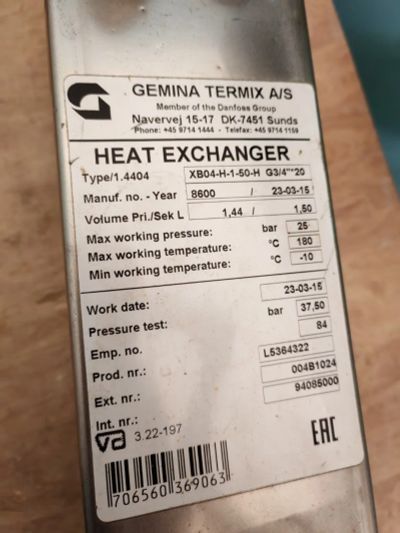 GEMINA TERMIX A/S
Member of the Danfoss Group
Navervej 15-17 DK-7451 Sunds
Phone: +45 9714 1444 - Telefax: +45 9714 1159
HEAT EXCHANGER
Type/1.4404 XB04-H-1-50-H G3/4"*20
Manuf. no. - Year 8600 / 23-03-15
Volume Pri./Sek L 1,44 / 1,50
Max working pressure: bar 25
Max working temperature: °C 180
Min working temperature: °C -10
Work date: 23-03-15
Pressure test: bar 37,50
Emp. no. 84
Prod. nr.: L5364322
Ext. nr.: 004B1024
Int. nr.: 94085000
va 3.22-197
EAC
706560 369063